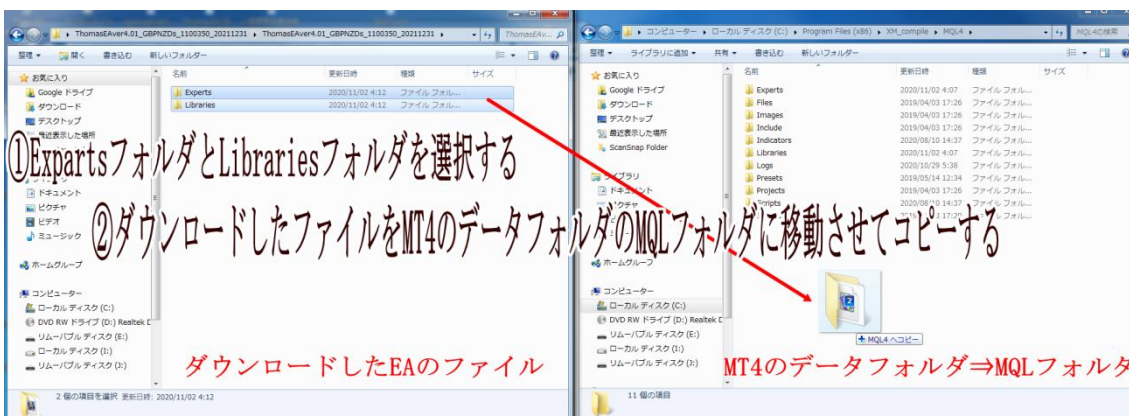 ThomasEAver4.01_GBPNZDs_1100350_20211231
ThomasEAver4.01_GBPNZDs_1100350_20211231
ThomasEAv...
整理
開く
書き込む
新しいフォルダー
お気に入り
Google ドライブ
ダウンロード
デスクトップ
最近表示した場所
名前 更新日時 種類 サイズ
Experts 2020/11/02 4:12 ファイル フォル...
Libraries 2020/11/02 4:12 ファイル フォル...
ドキュメント
ピクチャ
ビデオ
ミュージック
ホームグループ
コンピューター
ローカル ディスク (C:)
DVD RW ドライブ (D:) Realtek
リムーバブル ディスク (E:)
ローカル ディスク (I:)
リムーバブル ディスク (J:)
2 個の項目を選択 更新日時: 2020/11/02 4:12
コンピューター ローカル ディスク (C:) Program Files (x86) XM_compile MQL4
MQL4の検索
整理 ライブラリに追加 共有 書き込む 新しいフォルダー
お気に入り
Google ドライブ
ダウンロード
デスクトップ
最近表示した場所
ScanSnap Folder
ライブラリ
ドキュメント
ピクチャ
名前 更新日時 種類 サイズ
Experts 2020/11/02 4:07 ファイル フォル...
Files 2019/04/03 17:26 ファイル フォル...
Images 2019/04/03 17:26 ファイル フォル...
Include 2019/04/03 17:26 ファイル フォル...
Indicators 2020/08/10 14:37 ファイル フォル...
Libraries 2020/11/02 4:07 ファイル フォル...
Logs 2020/10/29 5:38 ファイル フォル...
Presets 2019/05/14 12:34 ファイル フォル...
Projects 2019/04/03 17:26 ファイル フォル...
Scripts 2020/08/10 14:37 ファイル フォル...
ホームグループ
コンピューター
ローカル ディスク (C:)
DVD RW ドライブ (D:) Realtek
リムーバブル ディスク (E:)
ローカル ディスク (I:)
リムーバブル ディスク (J:)
MQL4 へコピー
11 個の項目
①ExpartsフォルダとLibrariesフォルダを選択する
②ダウンロードしたファイルをMT4のデータフォルダのMQLフォルダに移動させてコピーする
ダウンロードしたEAのファイル
MT4のデータフォルダ⇒MQLフォルダ